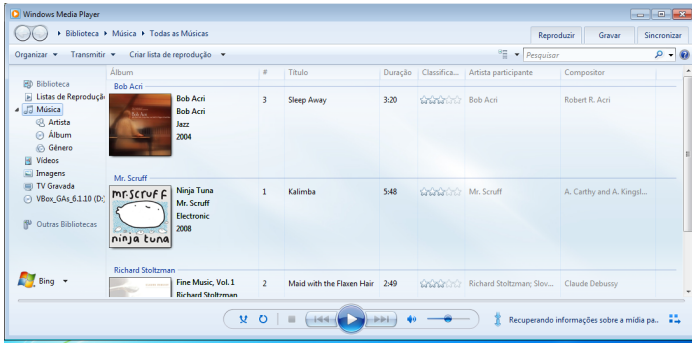 Windows Media Player
Biblioteca Música Todas as Músicas
Reproduzir Gravar Sincronizar
Organizar Transmitir Criar lista de reprodução Pesquisar
Álbum # Título Duração Classifica... Artista participante Compositor
Biblioteca
Listas de Reproduçã
Música
Artista
Álbum
Gênero
Vídeos
Imagens
TV Gravada
VBox_GAs_6.1.10 (D:
Outras Bibliotecas
Bing
Bob Acri
Bob Acri 3 Sleep Away 3:20 Bob Acri Robert R. Acri
Bob Acri
Jazz
2004
Mr. Scruff
mr.scruff
ninja tuna
Ninja Tuna 1 Kalimba 5:48 Mr. Scruff A. Carthy and A. Kingsl...
Mr. Scruff
Electronic
2008
Richard Stoltzman
Fine Music, Vol. 1 2 Maid with the Flaxen Hair 2:49 Richard Stoltzman; Slov... Claude Debussy
Richard Stoltzman
Recuperando informações sobre a mídia pa..